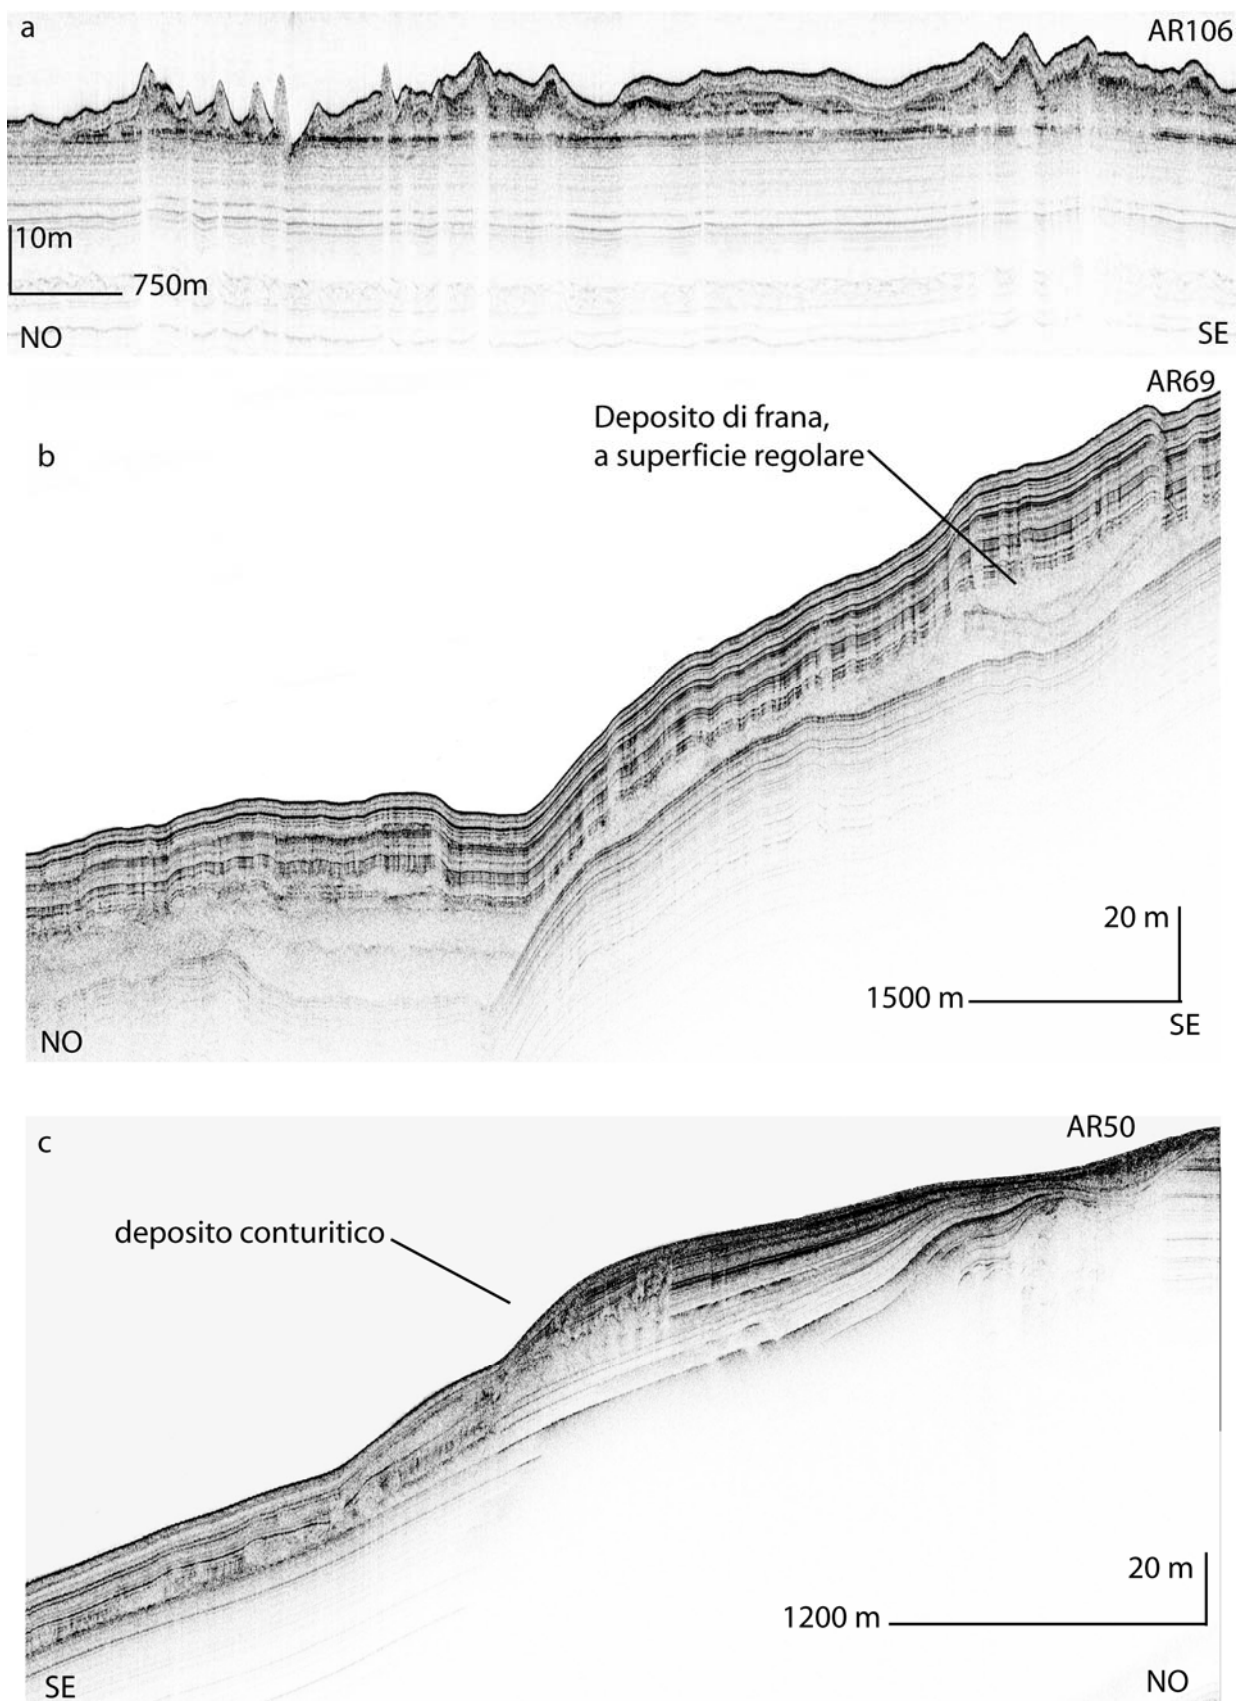 a
AR106
10m
750m
NO
SE
AR69
b
Deposito di frana,
a superficie regolare
20 m
1500 m
SE
NO
c
AR50
deposito conturitico
20 m
1200 m
SE
NO